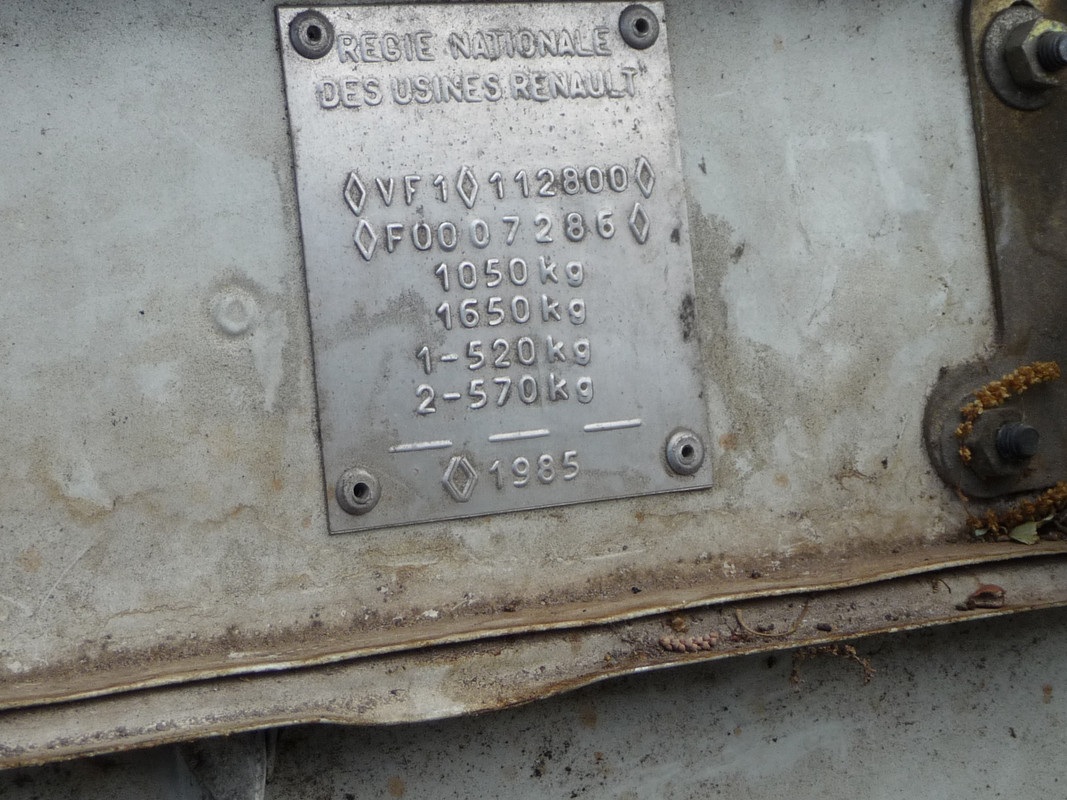 REGIE NATIONALE
DES USINES RENAULT
◊VF1◊112800◊
◊F0007286◊
1050kg
1650kg
1-520kg
2-570kg
◊1985